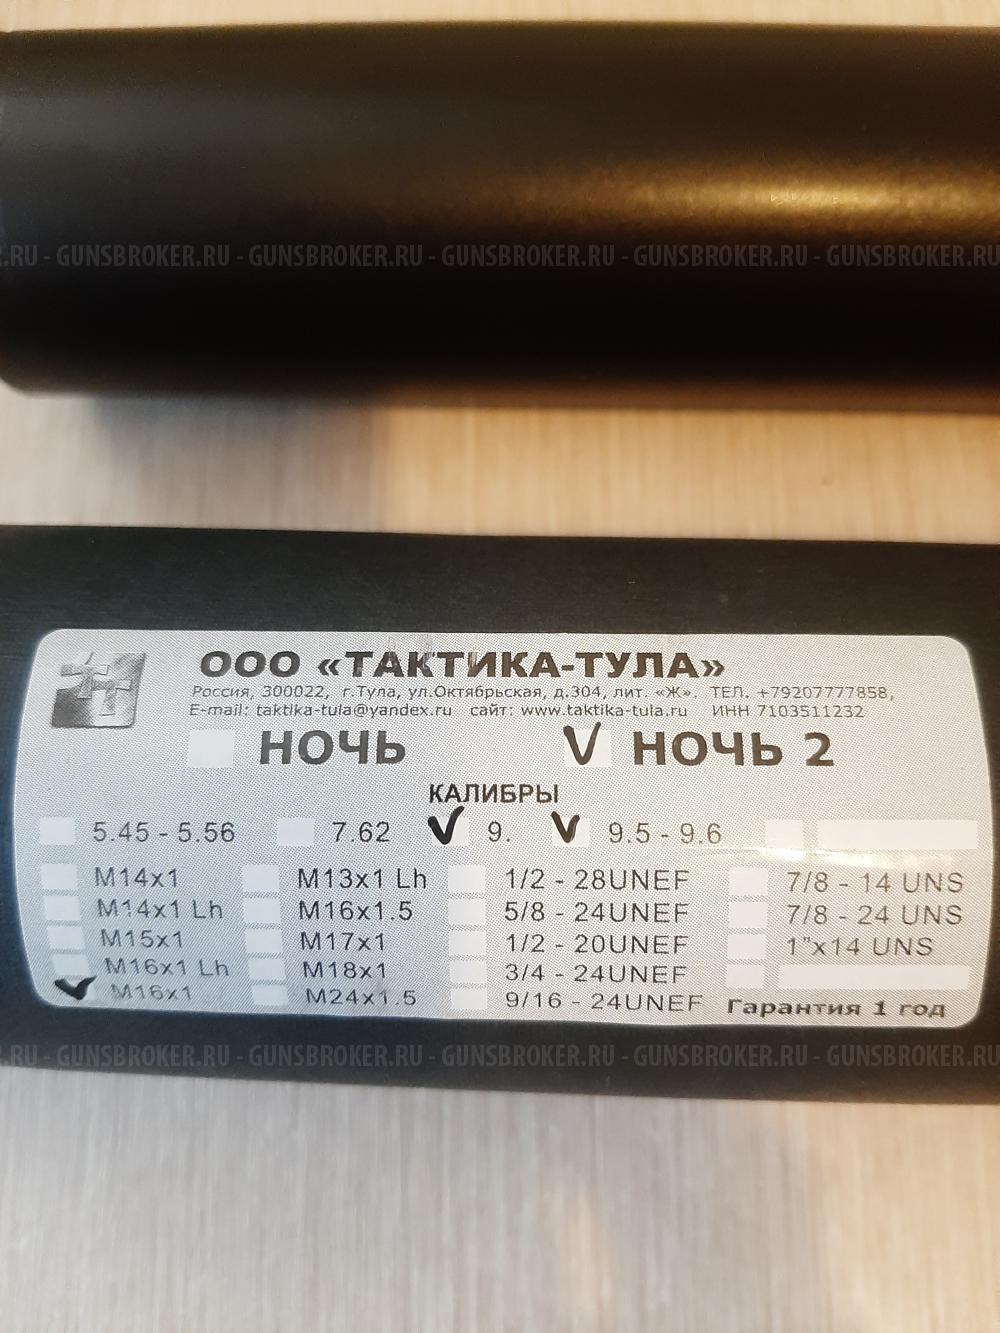 .RU - GUNSBROKER.RU - GUNSBROKER.RU - GUNSBROKER.RU - GUNSBROKER.RU - GUNSBROKER.RU
ООО «ТАКТИКА-ТУЛА»
Россия, 300022, г.Тула, ул.Октябрьская, д.304, лит. «Ж». ТЕЛ. +79207777858,
E-mail: taktika-tula@yandex.ru сайт: www.taktika-tula.ru ИНН 7103511232
НОЧЬ V НОЧЬ 2
КАЛИБРЫ
5.45 - 5.56 7.62 V 9. V 9.5 - 9.6
M14x1 M13x1 Lh 1/2 - 28UNEF 7/8 - 14 UNS
M14x1 Lh M16x1.5 5/8 - 24UNEF 7/8 - 24 UNS
M15x1 M17x1 1/2 - 20UNEF 1"x14 UNS
M16x1 Lh M18x1 3/4 - 24UNEF
V M16x1 M24x1.5 9/16 - 24UNEF Гарантия 1 год
.RU - GUNSBROKER.RU - GUNSBROKER.RU - GUNSBROKER.RU - GUNSBROKER.RU - GUNSBROKER.RU